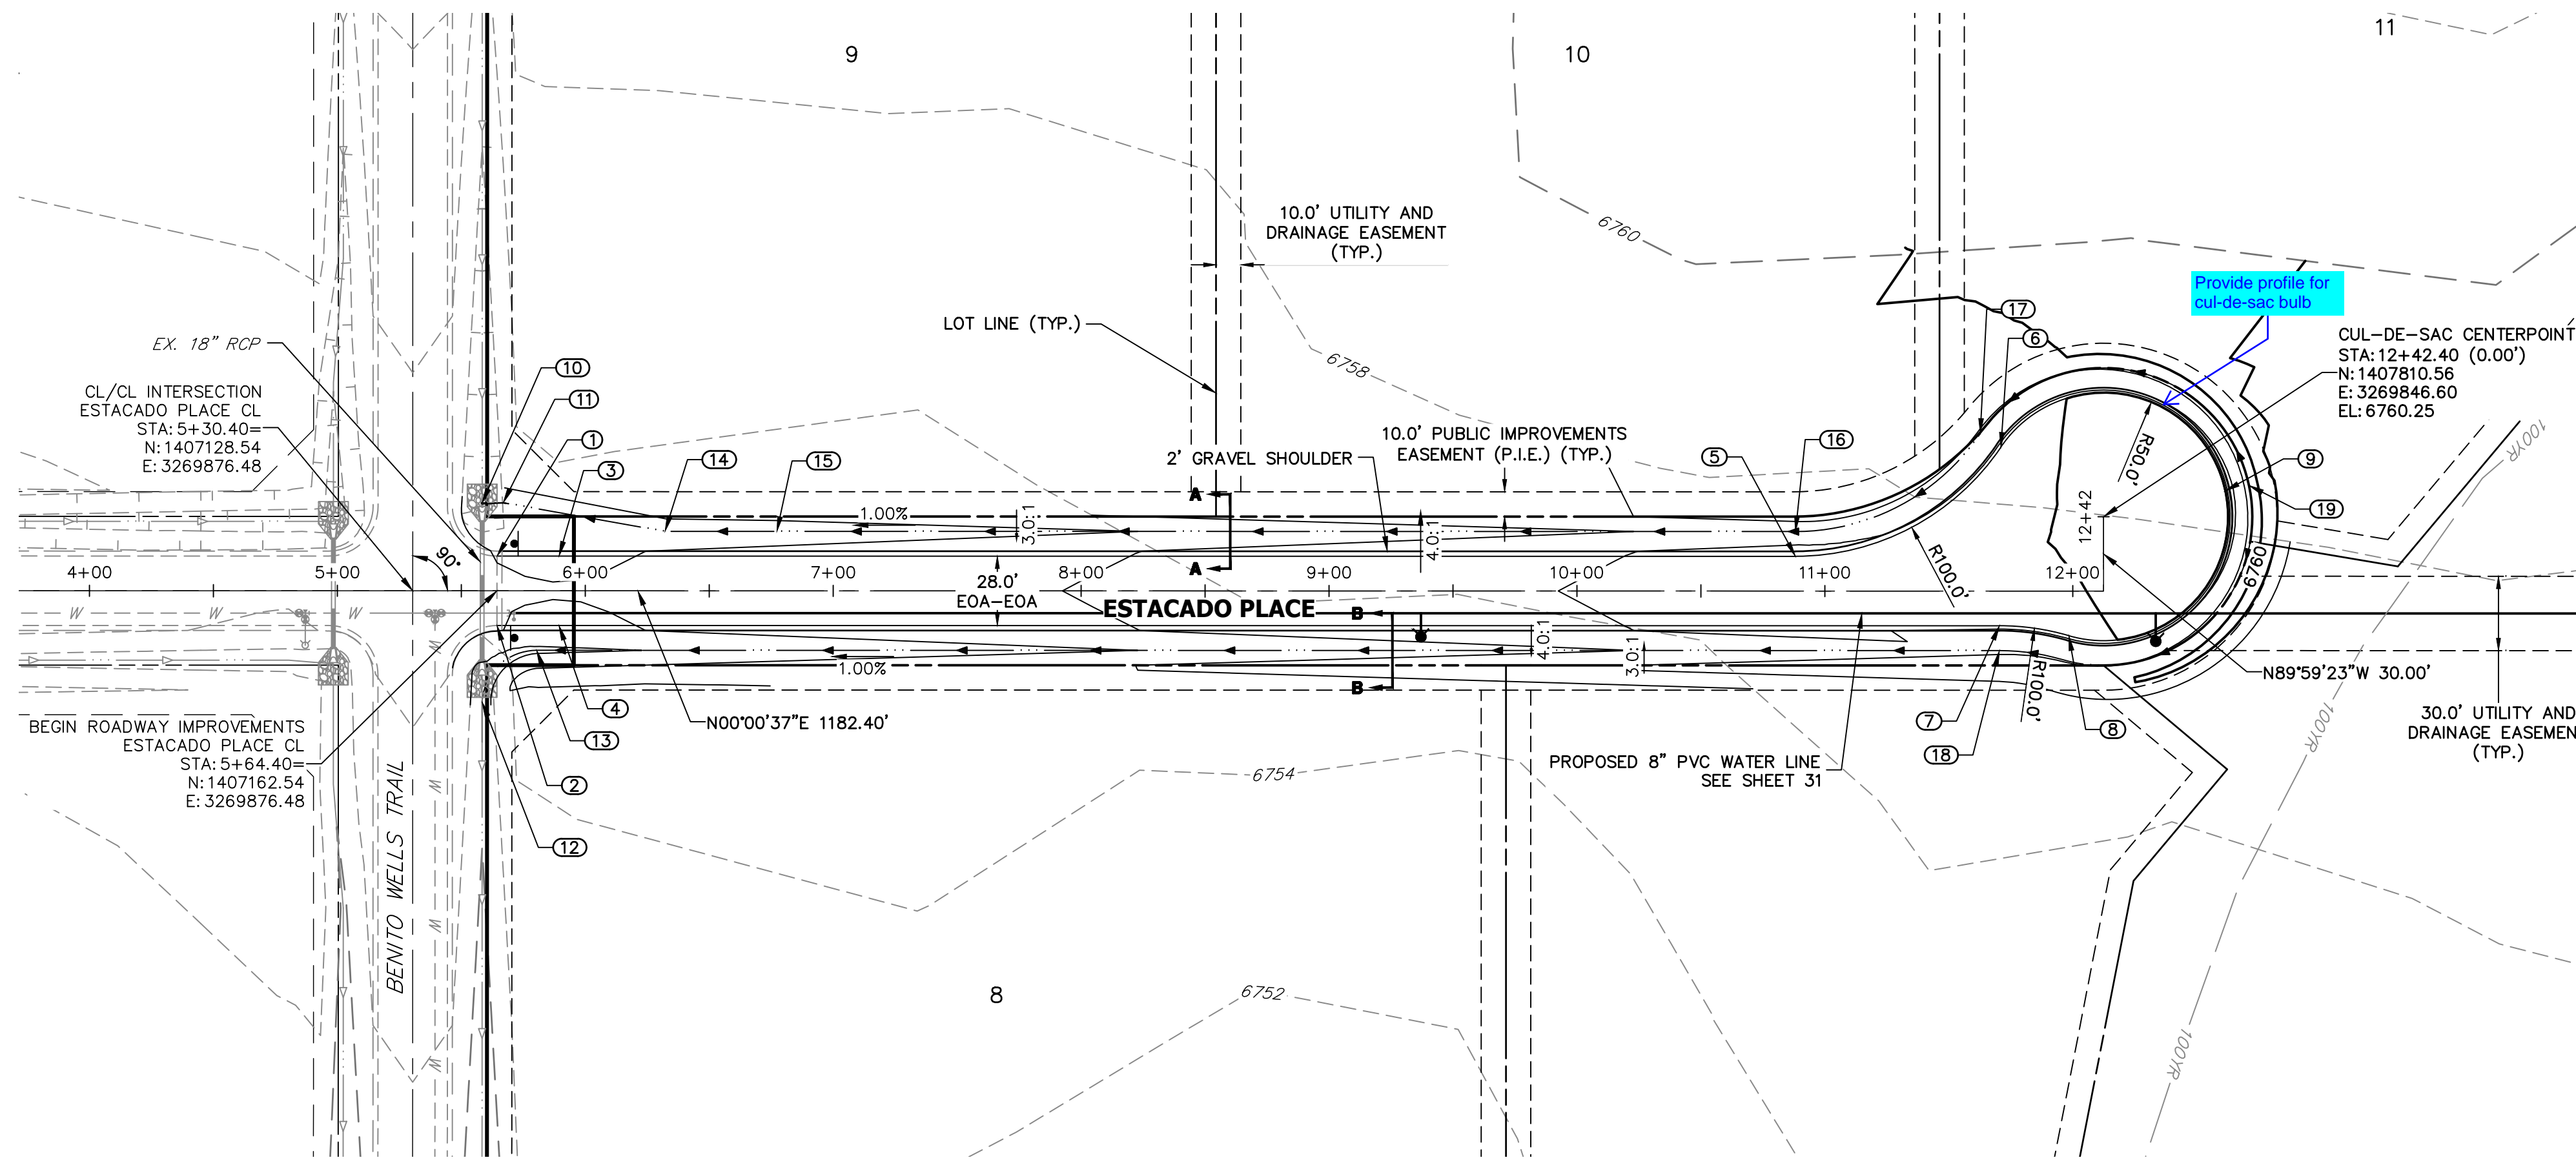 9
10
11
10.0' UTILITY AND
DRAINAGE EASEMENT
(TYP.)
6760
Provide profile for
cul-de-sac bulb
LOT LINE (TYP.)
17
6
EX. 18" RCP
CUL-DE-SAC CENTERPOINT
STA: 12+42.40 (0.00')
N: 1407810.56
E: 3269846.60
EL: 6760.25
6758
10
11
1
3
CL/CL INTERSECTION
ESTACADO PLACE CL
STA: 5+30.40=
N: 1407128.54
E: 3269876.48
14
15
2' GRAVEL SHOULDER
10.0' PUBLIC IMPROVEMENTS
EASEMENT (P.I.E.) (TYP.)
5
16
R50.0'
9
19
100YR
A
A
1.00%
3.0:1
4.0:1
90°
12+42
6760
R100.0'
4+00
5+00
6+00
7+00
8+00
9+00
10+00
11+00
12+00
28.0'
EOA-EOA
ESTACADO PLACE
W
W
W
B
B
1.00%
4.0:1
3.0:1
R100.0'
N89°59'23"W 30.00'
4
13
2
12
N00°00'37"E 1182.40'
7
18
8
BEGIN ROADWAY IMPROVEMENTS
ESTACADO PLACE CL
STA: 5+64.40=
N: 1407162.54
E: 3269876.48
BENITO WELLS TRAIL
W
W
W
W
PROPOSED 8" PVC WATER LINE
SEE SHEET 31
30.0' UTILITY AND
DRAINAGE EASEMEN
(TYP.)
100YR
6754
8
6752
100YR